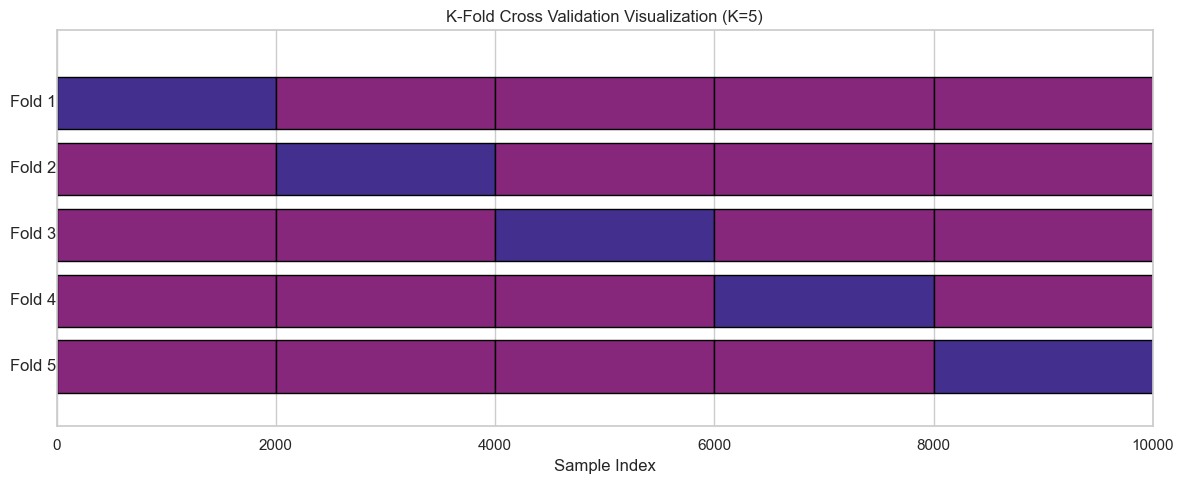 K-Fold Cross Validation Visualization (K=5)
Fold 1
Fold 2
Fold 3
Fold 4
Fold 5
0 2000 4000 6000 8000 10000
Sample Index